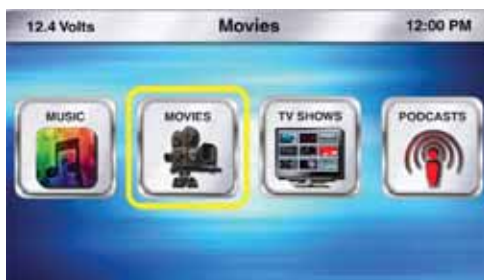 12.4 Volts Movies 12:00 PM
MUSIC MOVIES TV SHOWS PODCASTS